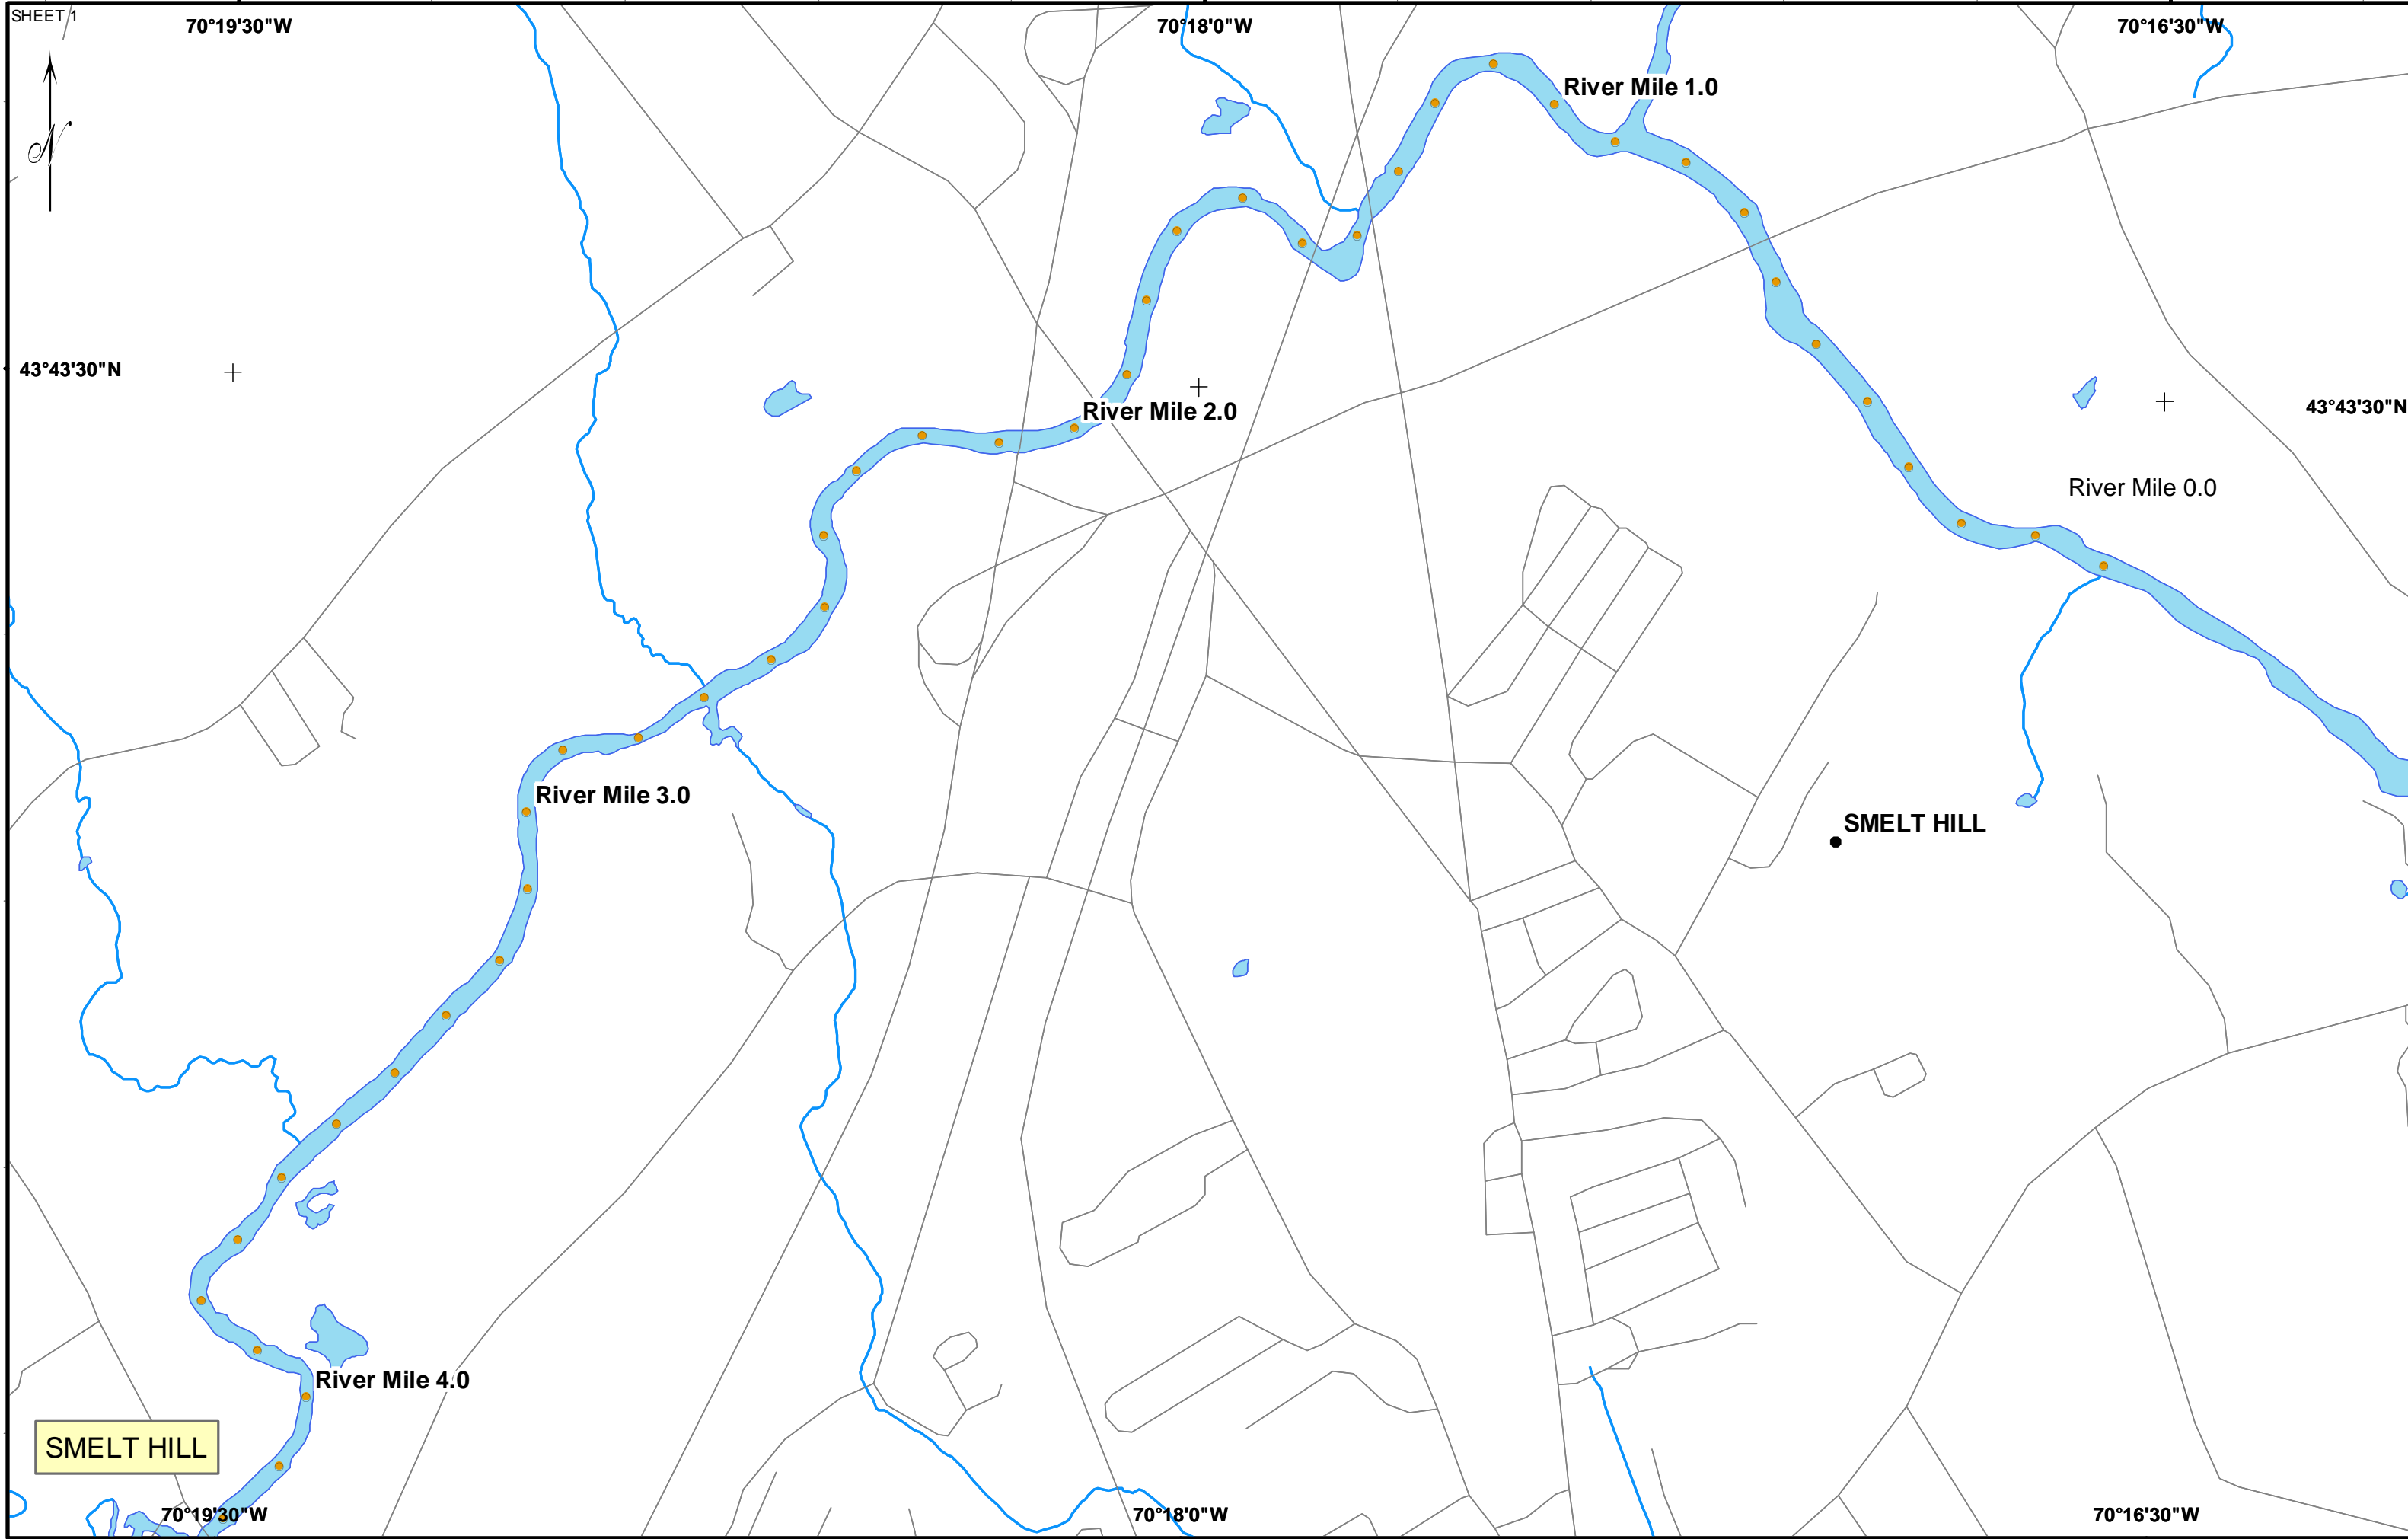 SHEET 1
70°19'30"W
70°18'0"W
70°16'30"W
N
River Mile 1.0
43°43'30"N
River Mile 2.0
43°43'30"N
River Mile 0.0
River Mile 3.0
SMELT HILL
River Mile 4.0
SMELT HILL
70°19'30"W
70°18'0"W
70°16'30"W